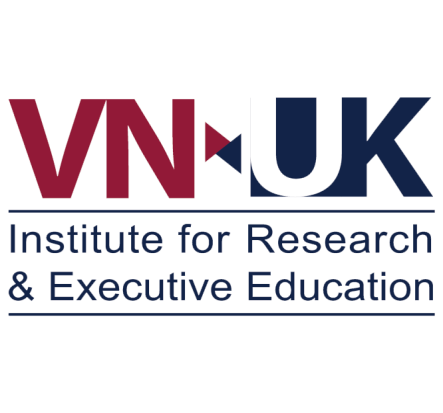 VN UK
Institute for Research
& Executive Education